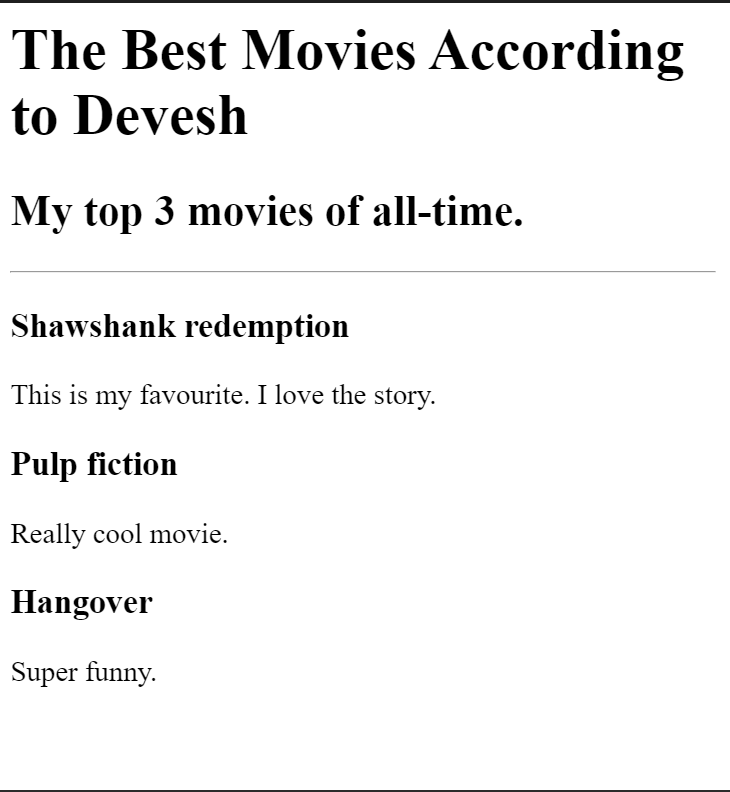 The Best Movies According
to Devesh
My top 3 movies of all-time.
Shawshank redemption
This is my favourite. I love the story.
Pulp fiction
Really cool movie.
Hangover
Super funny.